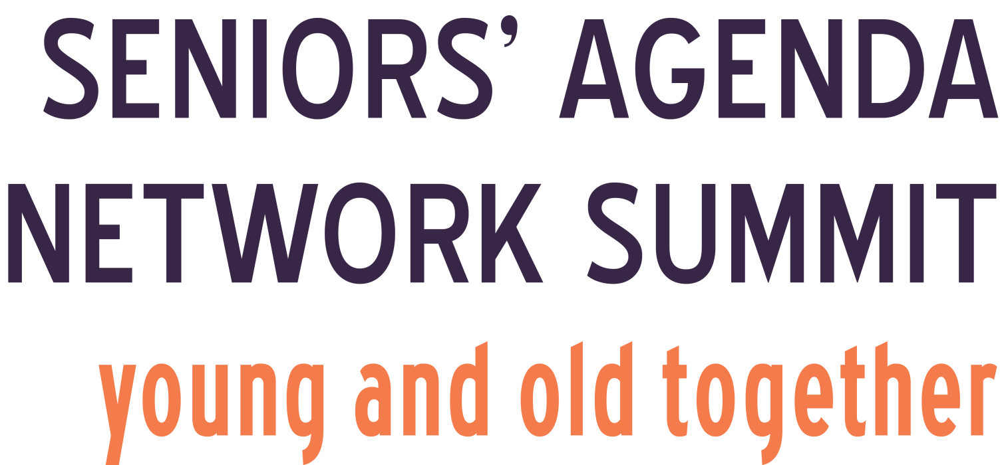 SENIORS’ AGENDA
NETWORK SUMMIT
young and old together